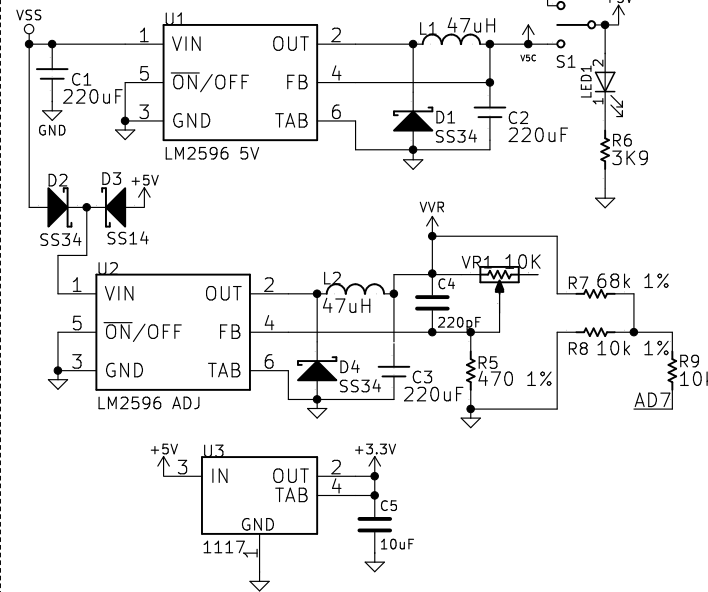 VSS
U1
1 VIN OUT 2
5 ON/OFF FB 4
3 GND TAB 6
LM2596 5V
C1
220uF
GND
L1 47uH
D1
SS34
C2
220uF
V5C
S1
LED1
1 2
R6
3K9
D2
SS34
D3
SS14
+5V
U2
1 VIN OUT 2
5 ON/OFF FB 4
3 GND TAB 6
LM2596 ADJ
L2
47uH
D4
SS34
C3
220uF
VVR
C4
220pF
VR1 10K
R5
470 1%
R7 68k 1%
R8 10k 1%
R9
AD7
+5V
U3
3 IN OUT 2
TAB 4
GND
1
1117
+3.3V
C5
10uF